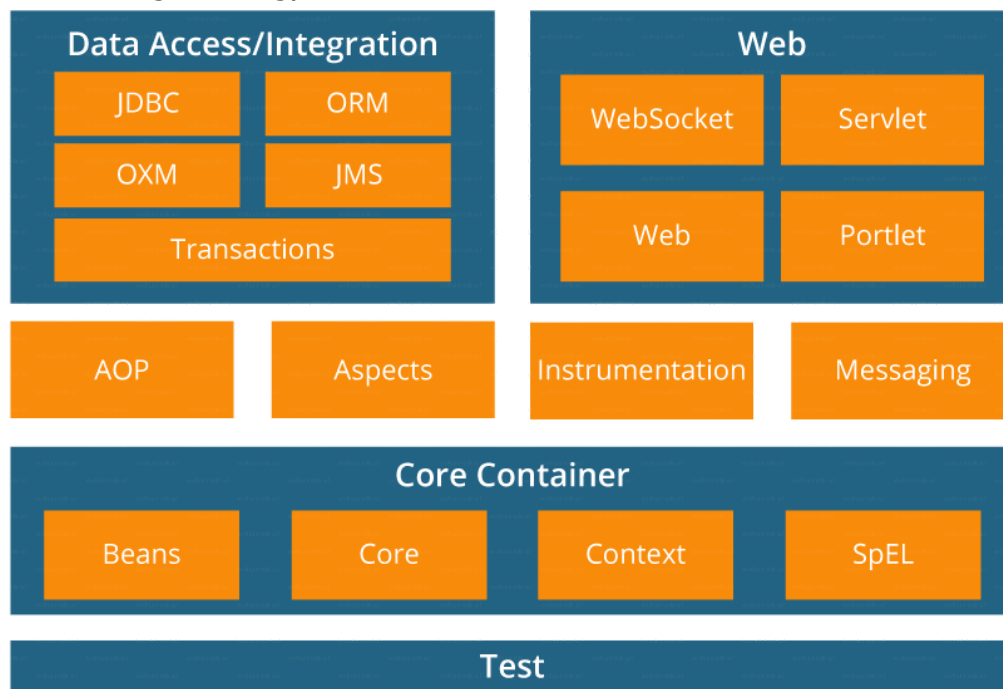 Data Access/Integration
JDBC
ORM
OXM
JMS
Transactions
Web
WebSocket
Servlet
Web
Portlet
AOP
Aspects
Instrumentation
Messaging
Core Container
Beans
Core
Context
SpEL
Test